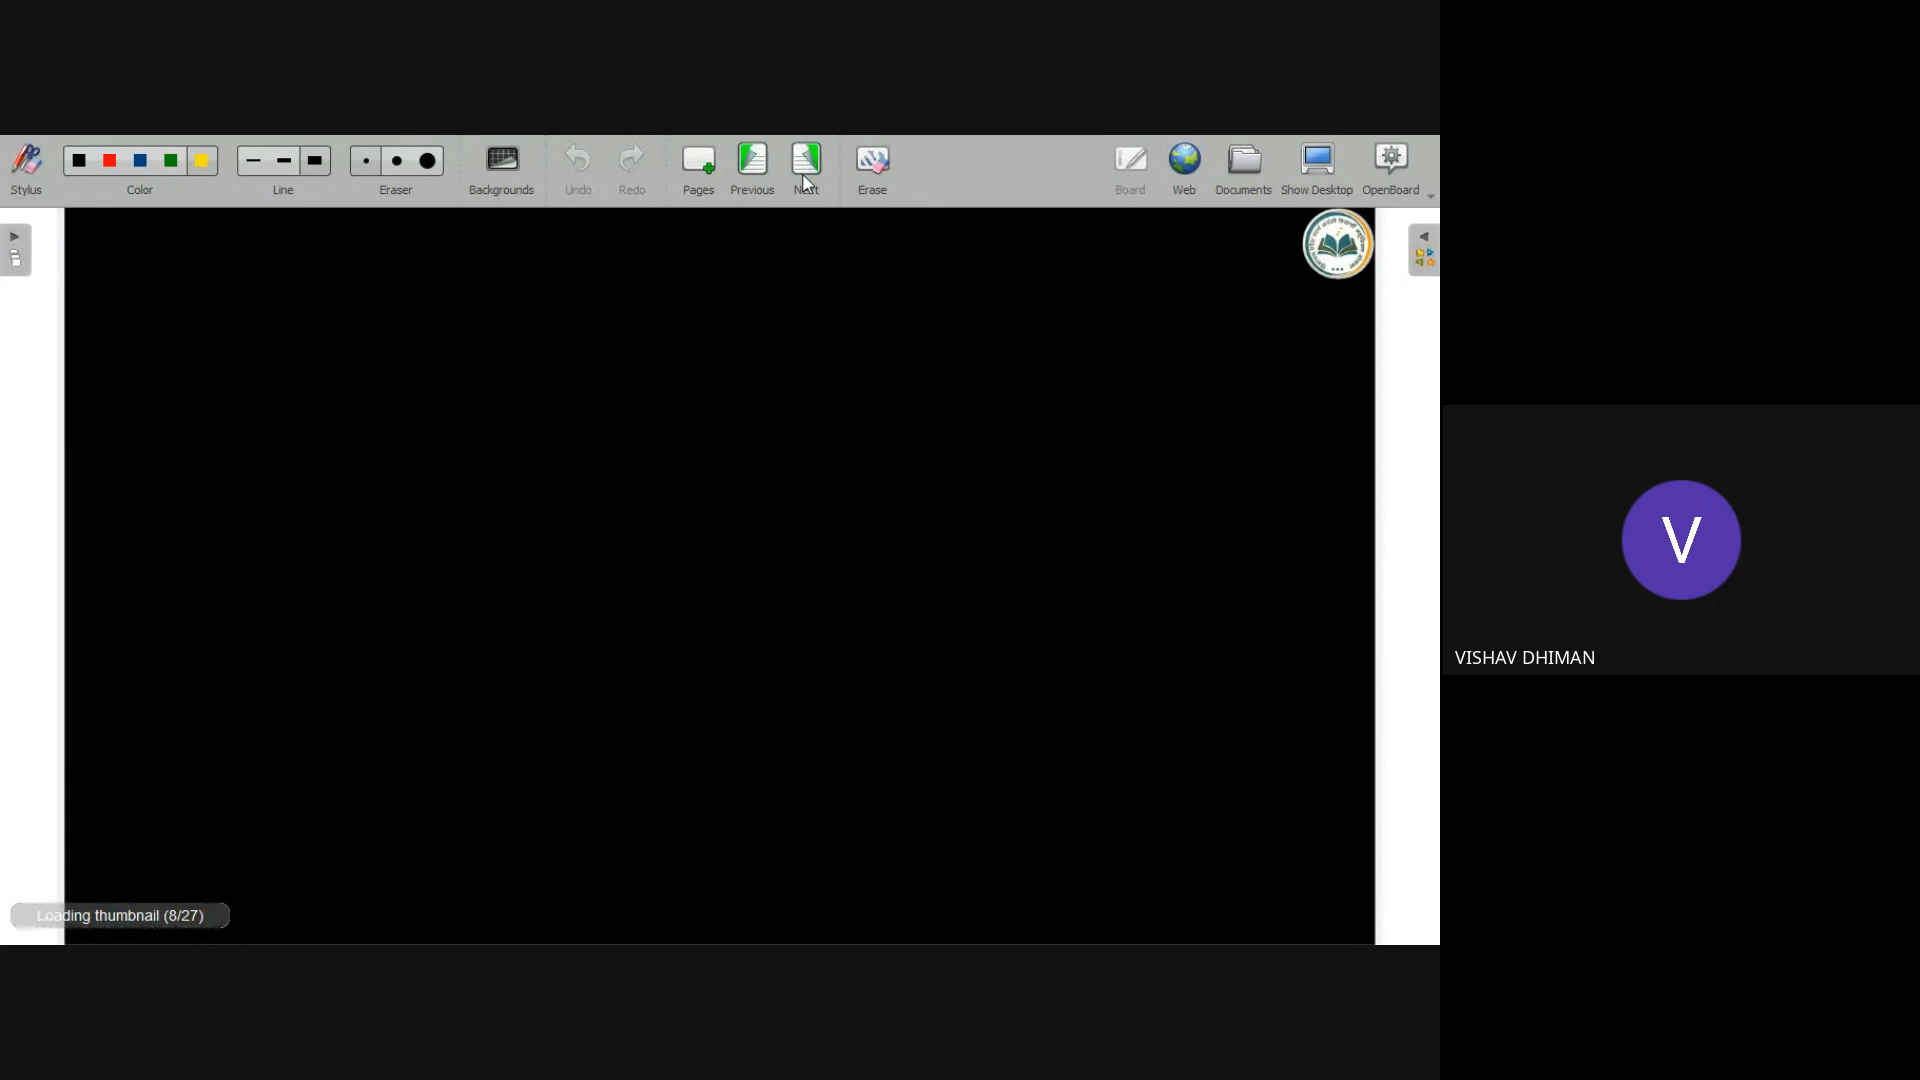 Stylus
Color
Line
Eraser
Backgrounds
Undo
Redo
Pages
Previous
Next
Erase
Board
Web
Documents
Show Desktop
OpenBoard
V
VISHAV DHIMAN
Loading thumbnail (8/27)